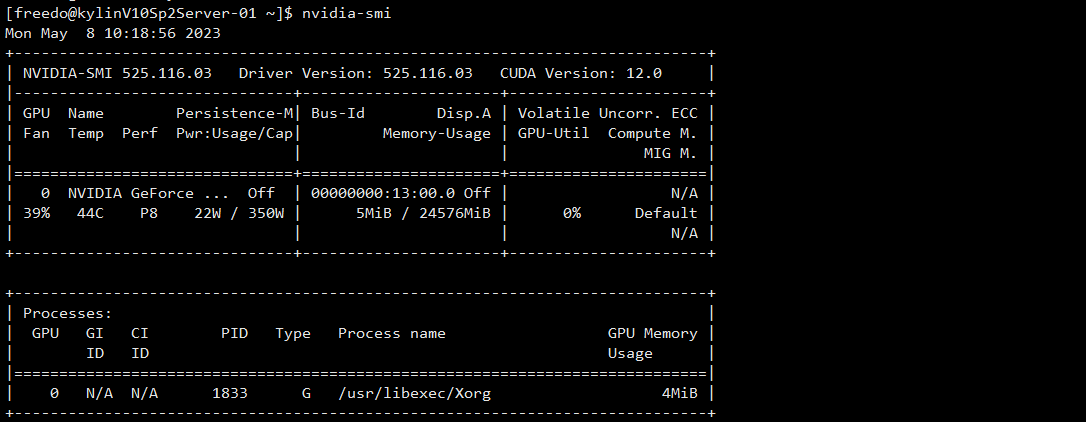 [freedo@kylinV10Sp2Server-01 ~]$ nvidia-smi
Mon May  8 10:18:56 2023
+-----------------------------------------------------------------------------+
| NVIDIA-SMI 525.116.03   Driver Version: 525.116.03   CUDA Version: 12.0     |
|-------------------------------+----------------------+----------------------+
| GPU  Name        Persistence-M| Bus-Id        Disp.A | Volatile Uncorr. ECC |
| Fan  Temp  Perf  Pwr:Usage/Cap|         Memory-Usage | GPU-Util  Compute M. |
|                               |                      |               MIG M. |
|===============================+======================+======================|
|   0  NVIDIA GeForce ...  Off  | 00000000:13:00.0 Off |                  N/A |
| 39%   44C    P8    22W / 350W |      5MiB / 24576MiB |      0%      Default |
|                               |                      |                  N/A |
+-------------------------------+----------------------+----------------------+

+-----------------------------------------------------------------------------+
| Processes:                                                                  |
|  GPU   GI   CI        PID   Type   Process name                  GPU Memory |
|        ID   ID                                                   Usage      |
|=============================================================================|
|    0   N/A  N/A      1833      G   /usr/libexec/Xorg                   4MiB |
+-----------------------------------------------------------------------------+